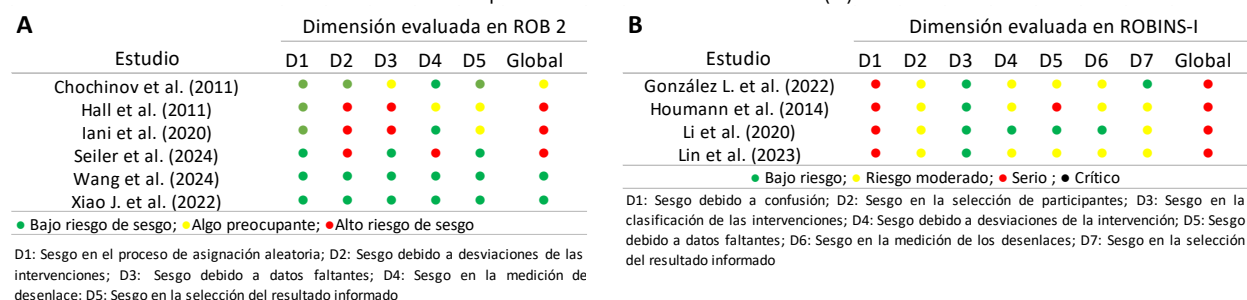 A
Dimensión evaluada en ROB 2
Estudio D1 D2 D3 D4 D5 Global
Chochinov et al. (2011)
Hall et al. (2011)
Iani et al. (2020)
Seiler et al. (2024)
Wang et al. (2024)
Xiao J. et al. (2022)
Bajo riesgo de sesgo; Algo preocupante; Alto riesgo de sesgo
D1: Sesgo en el proceso de asignación aleatoria; D2: Sesgo debido a desviaciones de las
intervenciones; D3: Sesgo debido a datos faltantes; D4: Sesgo en la medición de
desenlace; D5: Sesgo en la selección del resultado informado
B
Dimensión evaluada en ROBINS-I
Estudio D1 D2 D3 D4 D5 D6 D7 Global
González L. et al. (2022)
Houmann et al. (2014)
Li et al. (2020)
Lin et al. (2023)
Bajo riesgo; Riesgo moderado; Serio ; Crítico
D1: Sesgo debido a confusión; D2: Sesgo en la selección de participantes; D3: Sesgo en la
clasificación de las intervenciones; D4: Sesgo debido a desviaciones de la intervención; D5: Sesgo
debido a datos faltantes; D6: Sesgo en la medición de los desenlaces; D7: Sesgo en la selección
del resultado informado